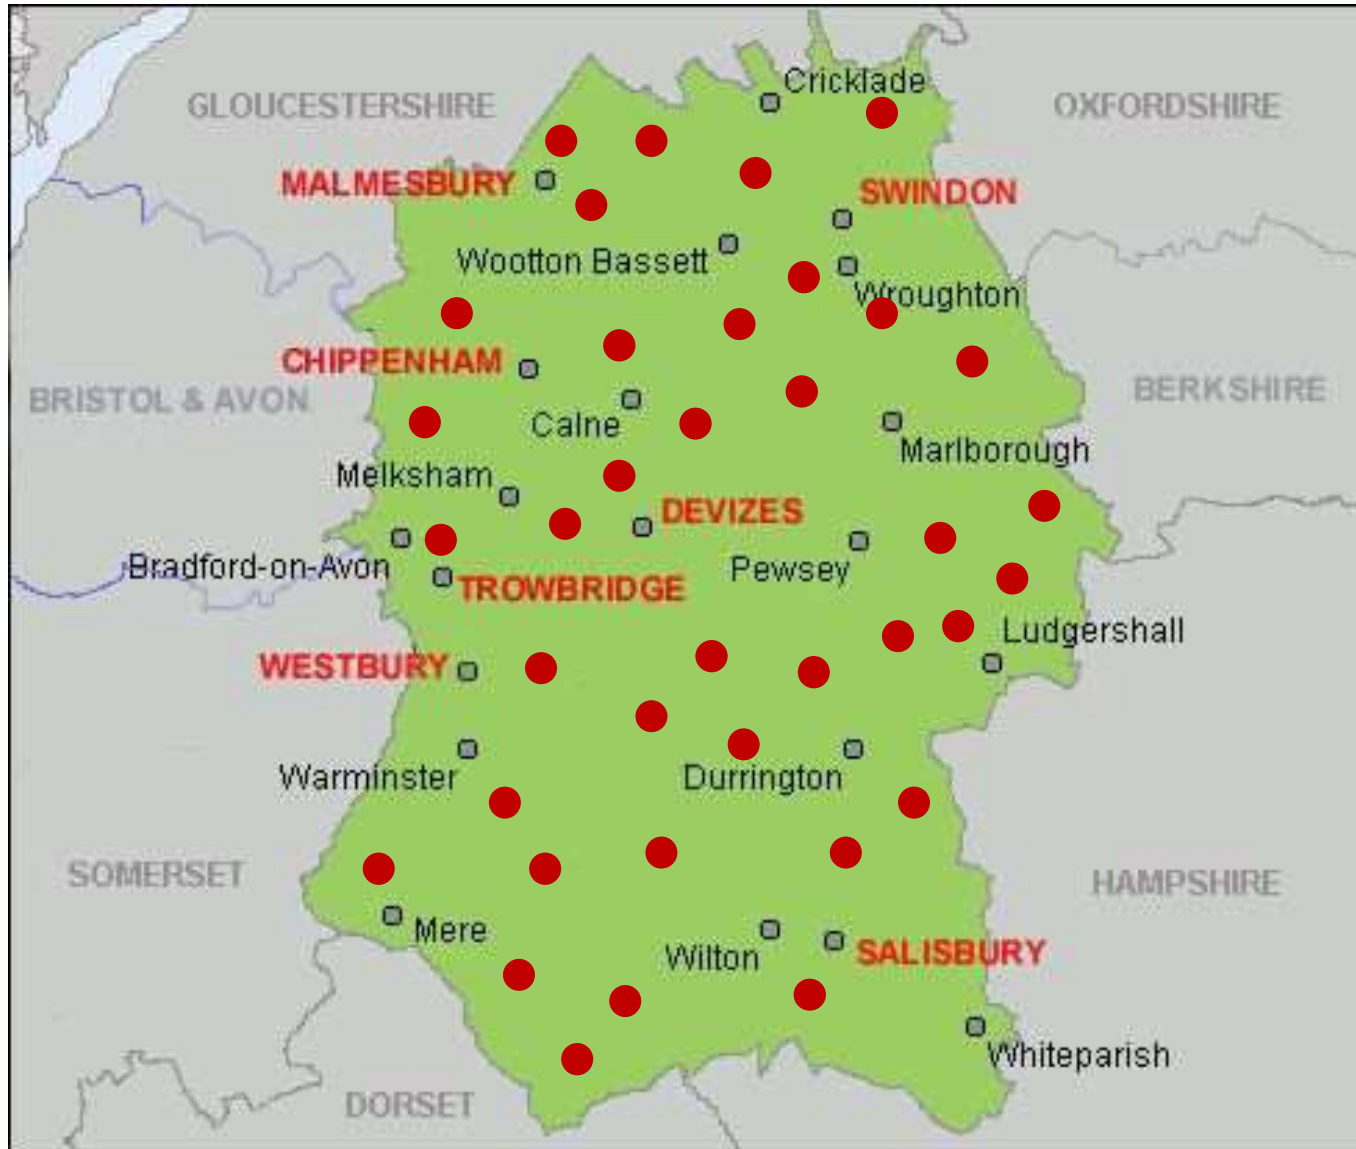 Cricklade
GLOUCESTERSHIRE
OXFORDSHIRE
MALMESBURY
SWINDON
Wootton Bassett
Wroughton
CHIPPENHAM
BRISTOL & AVON
BERKSHIRE
Calne
Marlborough
Melksham
DEVIZES
Bradford-on-Avon
Pewsey
TROWBRIDGE
Ludgershall
WESTBURY
Warminster
Durrington
SOMERSET
HAMPSHIRE
Mere
Wilton
SALISBURY
Whiteparish
DORSET